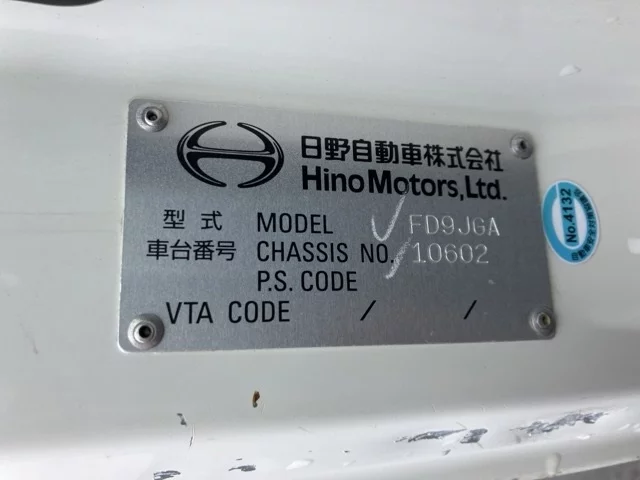 日野自動車株式会社
Hino Motors, Ltd.
型式 MODEL FD9JGA
車台番号 CHASSIS NO. 10602
P.S. CODE
VTA CODE / /
No.4132